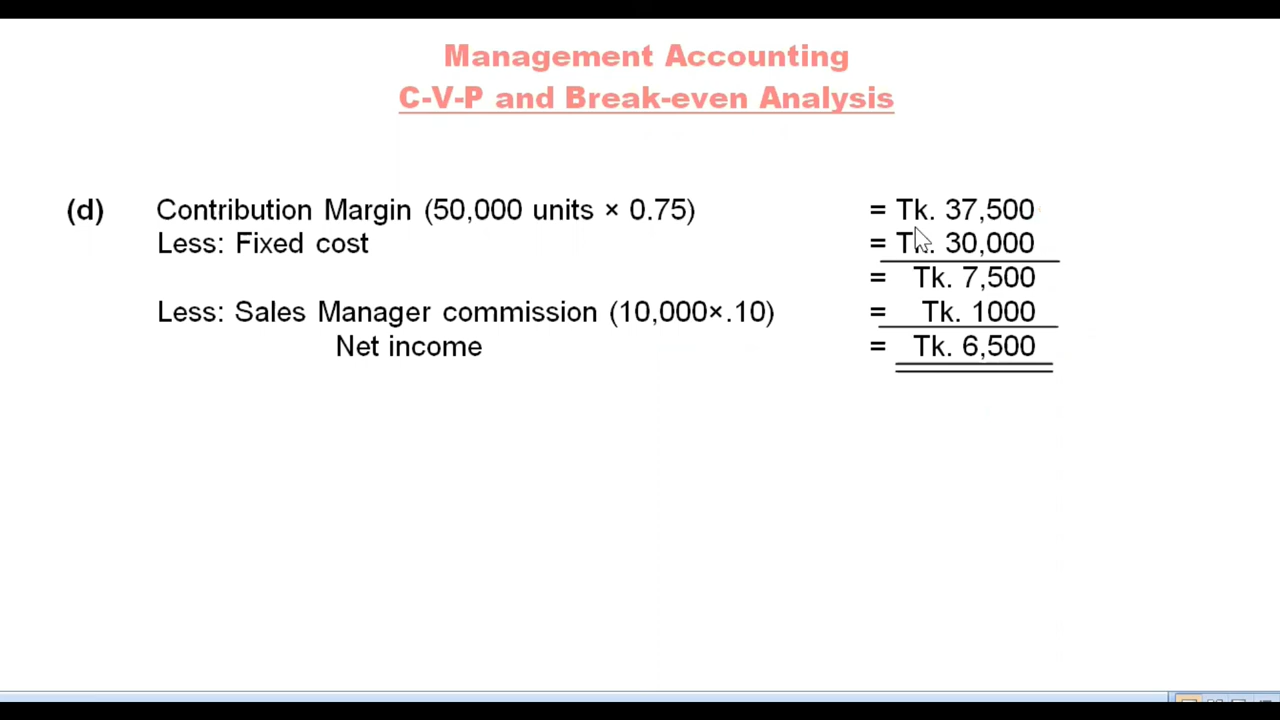 Management Accounting
C-V-P and Break-even Analysis
(d) Contribution Margin (50,000 units × 0.75) = Tk. 37,500
Less: Fixed cost = Tk. 30,000
= Tk. 7,500
Less: Sales Manager commission (10,000×.10) = Tk. 1000
Net income = Tk. 6,500